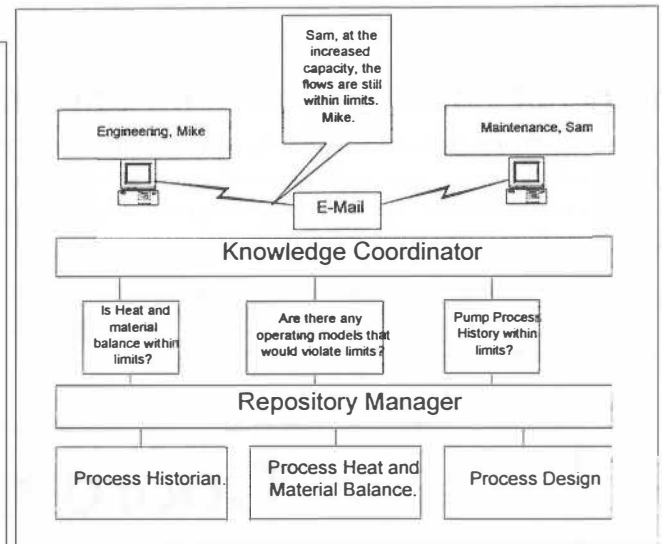 Sam, at the
increased
capacity, the
flows are still
within limits.
Mike.
Engineering, Mike
Maintenance, Sam
E-Mail
Knowledge Coordinator
Is Heat and
material
balance within
limits?
Are there any
operating models that
would violate limits?
Pump Process
History within
limits?
Repository Manager
Process Historian.
Process Heat and
Material Balance.
Process Design